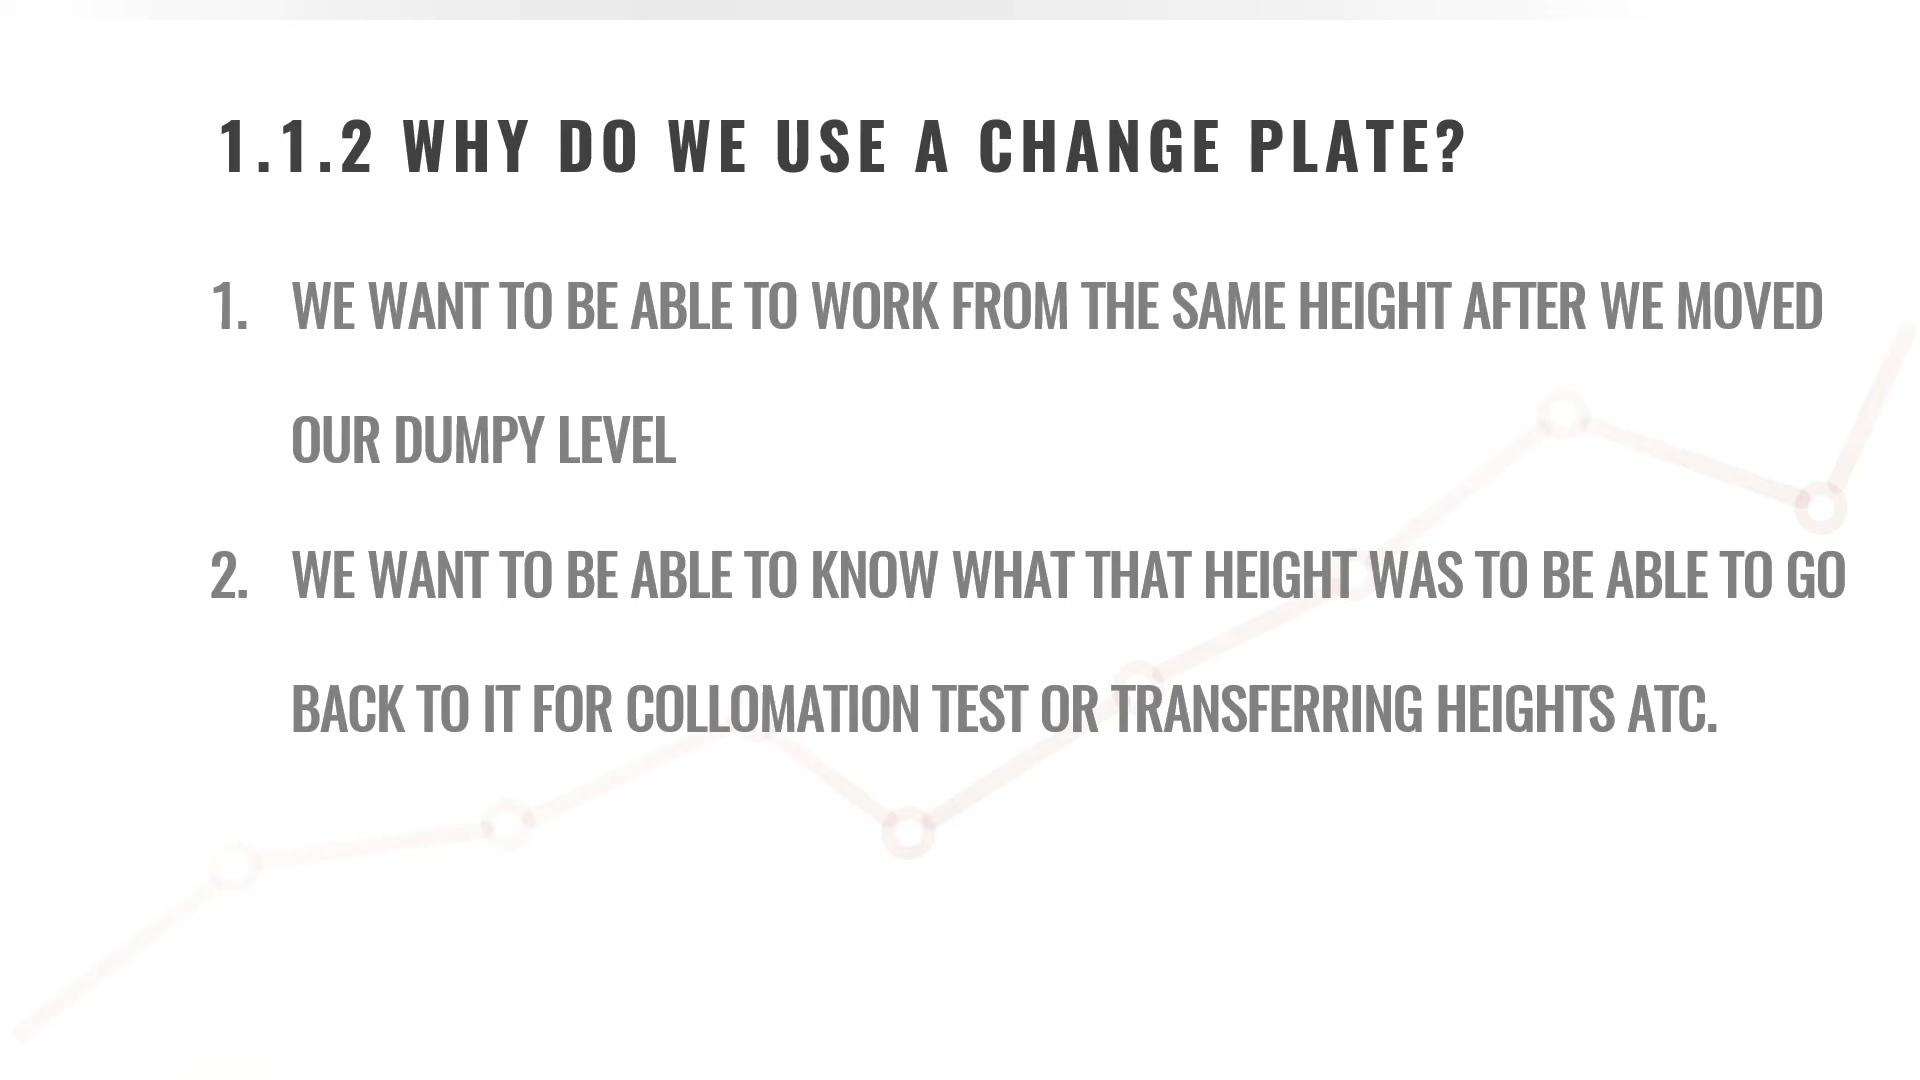 1.1.2 WHY DO WE USE A CHANGE PLATE?
1. WE WANT TO BE ABLE TO WORK FROM THE SAME HEIGHT AFTER WE MOVED
OUR DUMPY LEVEL
2. WE WANT TO BE ABLE TO KNOW WHAT THAT HEIGHT WAS TO BE ABLE TO GO
BACK TO IT FOR COLLOMATION TEST OR TRANSFERRING HEIGHTS ATC.